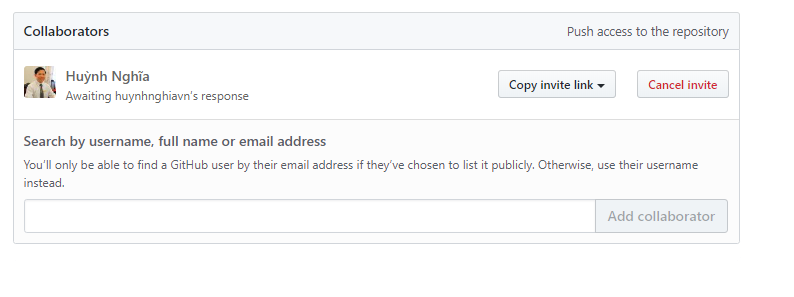 Collaborators
Push access to the repository
Huỳnh Nghĩa
Awaiting huynhnghiavn's response
Copy invite link
Cancel invite
Search by username, full name or email address
You'll only be able to find a GitHub user by their email address if they've chosen to list it publicly. Otherwise, use their username
instead.
Add collaborator